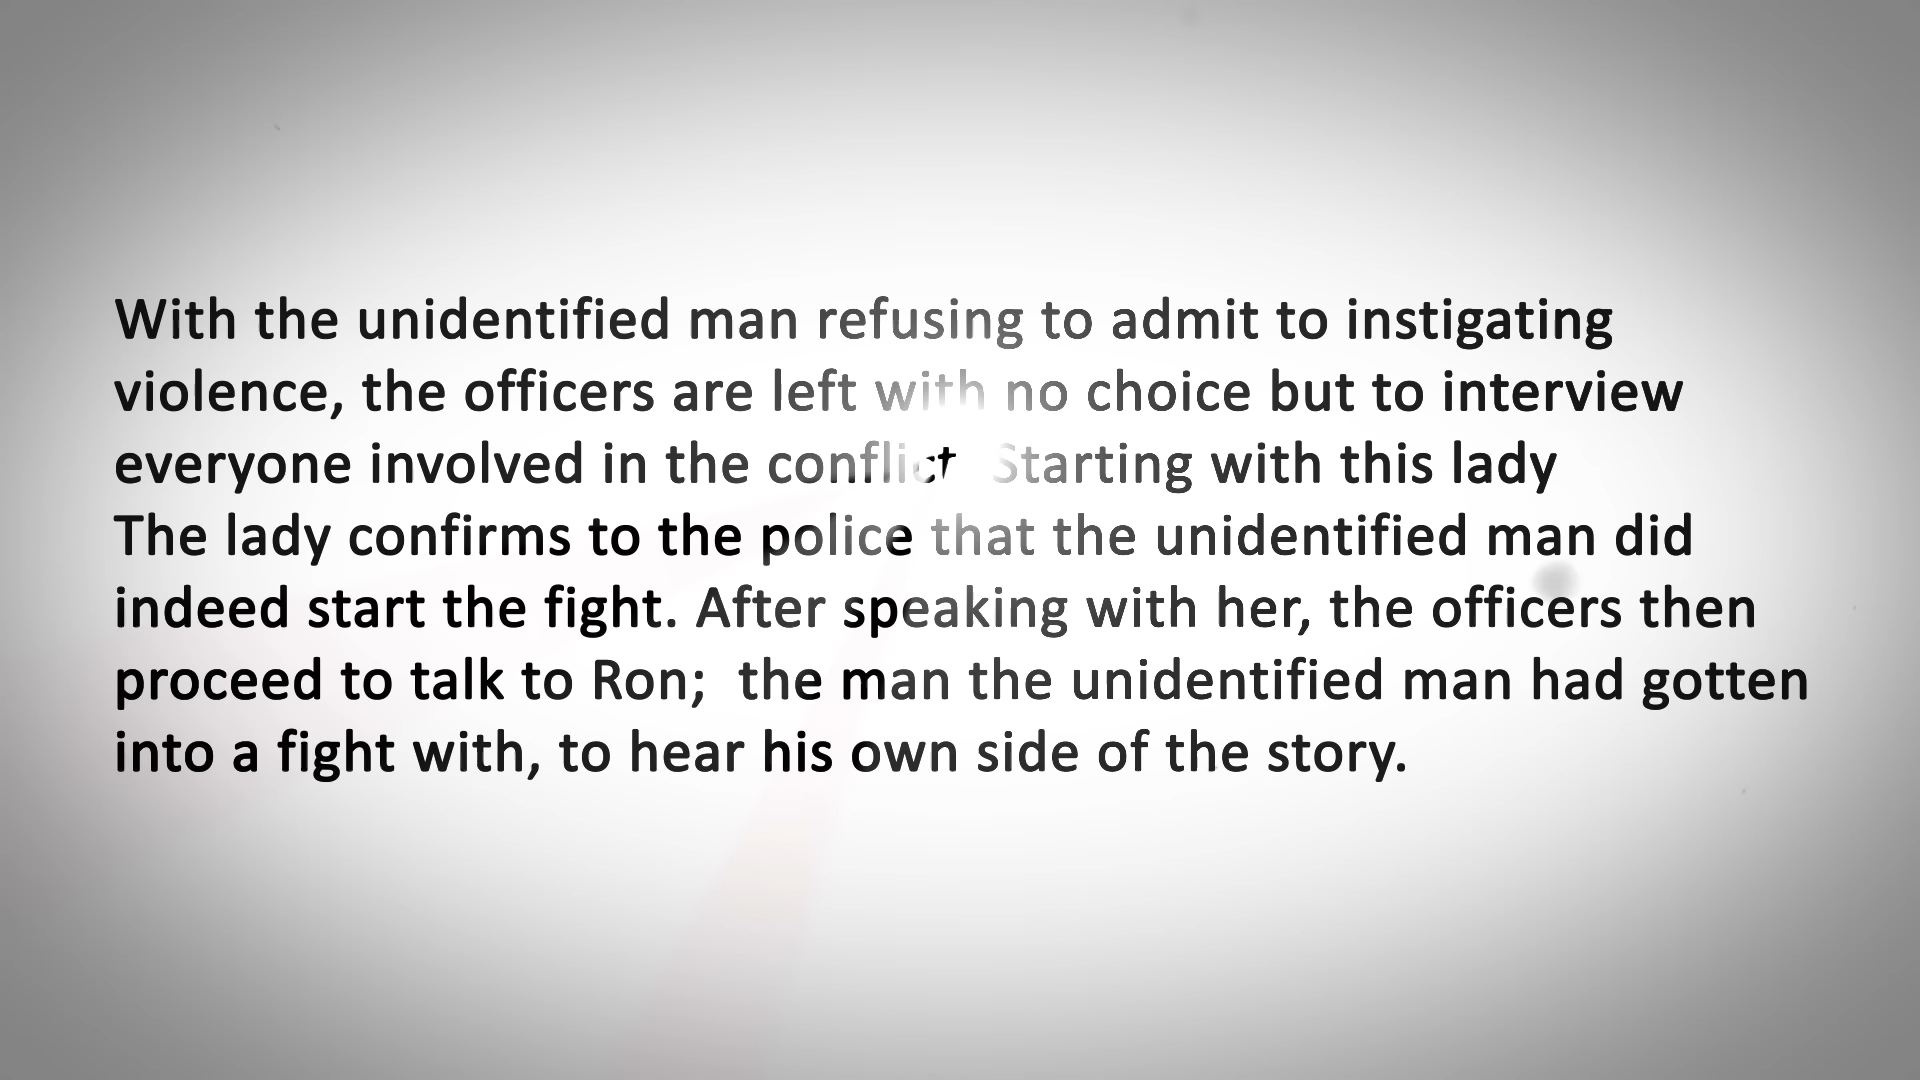 With the unidentified man refusing to admit to instigating
violence, the officers are left with no choice but to interview
everyone involved in the conflict  Starting with this lady
The lady confirms to the police that the unidentified man did
indeed start the fight. After speaking with her, the officers then
proceed to talk to Ron;  the man the unidentified man had gotten
into a fight with, to hear his own side of the story.